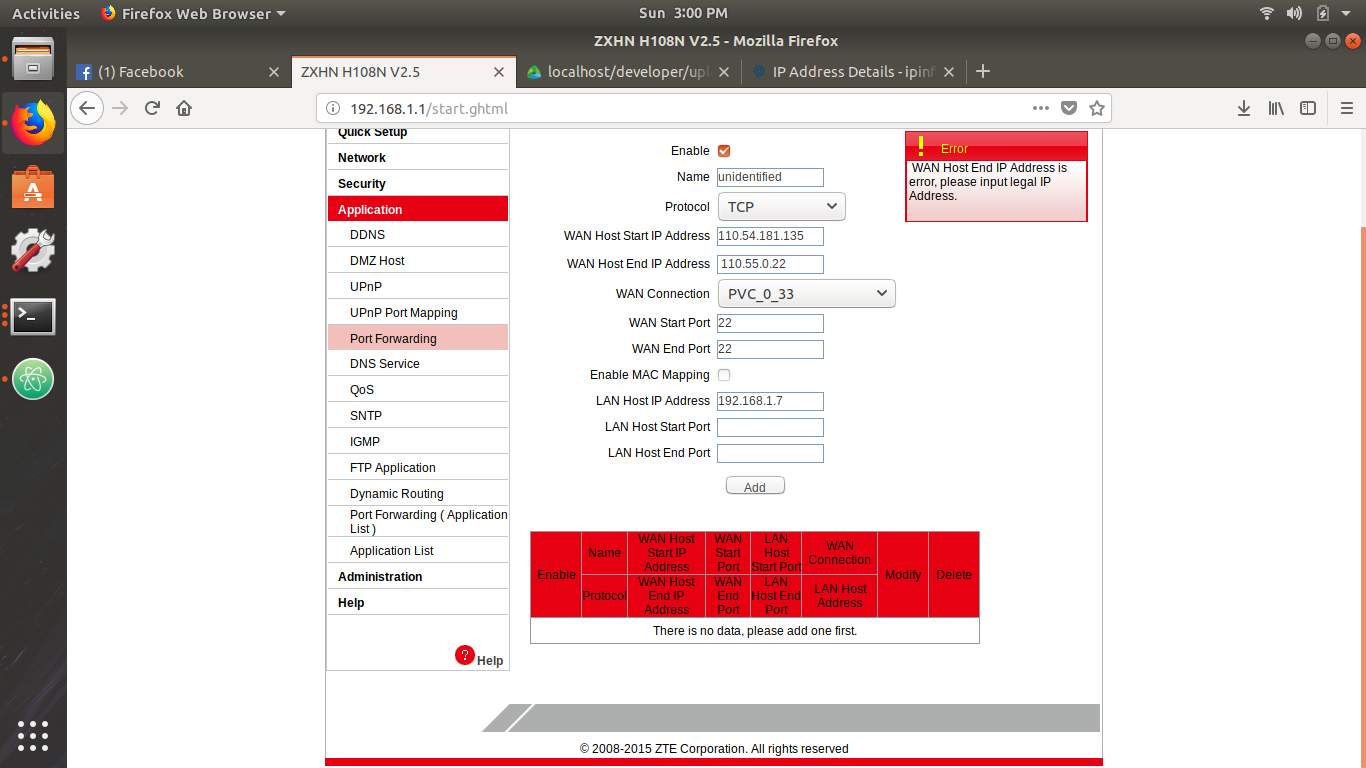 Activities Firefox Web Browser Sun 3:00 PM
ZXHN H108N V2.5 - Mozilla Firefox
(1) Facebook ZXHN H108N V2.5 localhost/developer/upl IP Address Details - ipinf
192.168.1.1/start.ghtml
Quick Setup
Network
Security
Application
DDNS
DMZ Host
UPnP
UPnP Port Mapping
Port Forwarding
DNS Service
QoS
SNTP
IGMP
FTP Application
Dynamic Routing
Port Forwarding ( Application
List )
Application List
Administration
Help
? Help
Enable
Name unidentified
Protocol TCP
WAN Host Start IP Address 110.54.181.135
WAN Host End IP Address 110.55.0.22
WAN Connection PVC_0_33
WAN Start Port 22
WAN End Port 22
Enable MAC Mapping
LAN Host IP Address 192.168.1.7
LAN Host Start Port
LAN Host End Port
Add
! Error
WAN Host End IP Address is
error, please input legal IP
Address.
Enable
Name
WAN Host
Start IP
Address
WAN
Start
Port
LAN
Host
Start Port
WAN
Connection
Modify
Delete
Protocol
WAN Host
End IP
Address
WAN
End
Port
LAN
Host End
Port
LAN Host
Address
There is no data, please add one first.
© 2008-2015 ZTE Corporation. All rights reserved